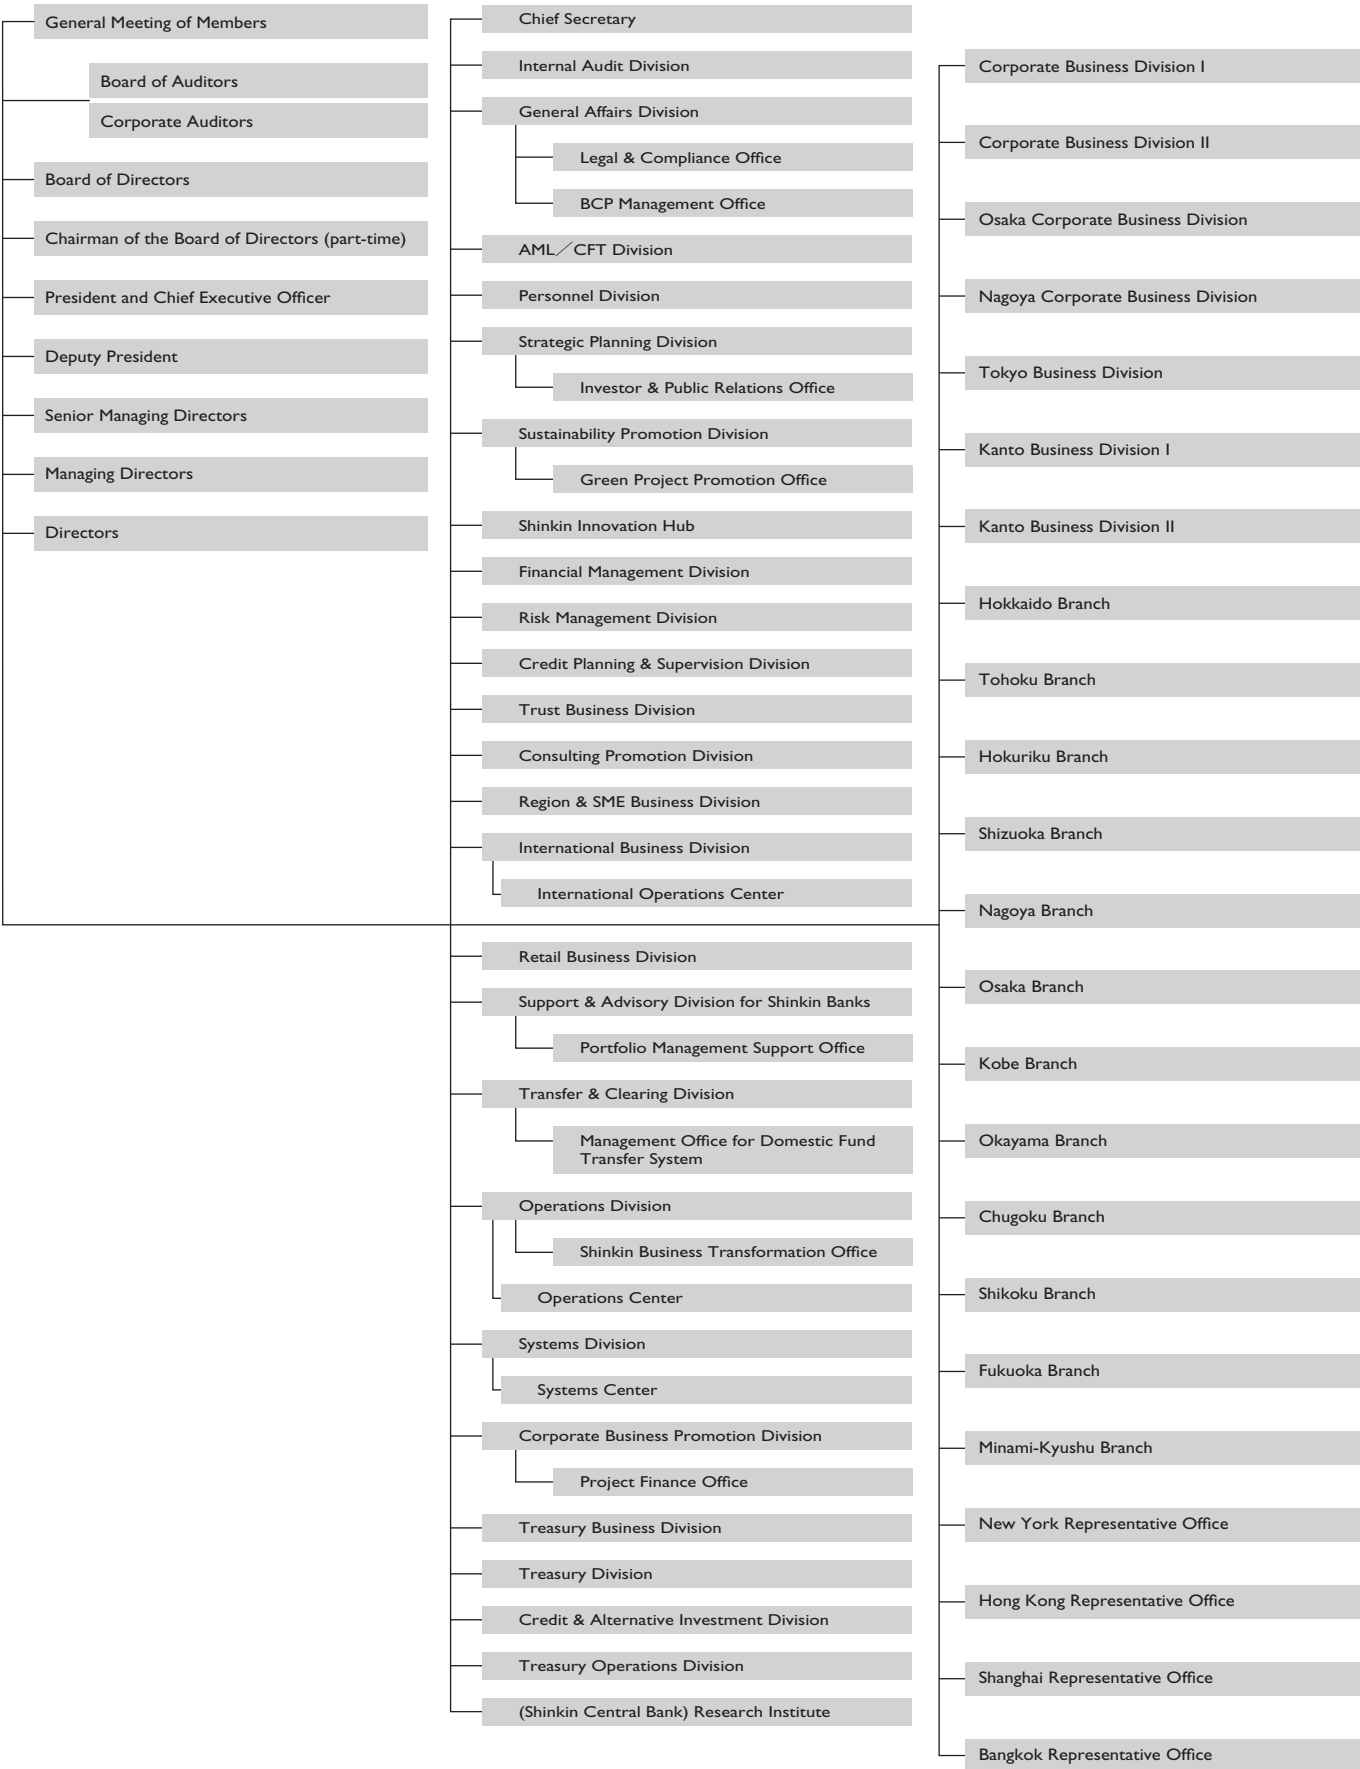 General Meeting of Members
Board of Auditors
Corporate Auditors
Board of Directors
Chairman of the Board of Directors (part-time)
President and Chief Executive Officer
Deputy President
Senior Managing Directors
Managing Directors
Directors
Chief Secretary
Internal Audit Division
General Affairs Division
Legal & Compliance Office
BCP Management Office
AML／CFT Division
Personnel Division
Strategic Planning Division
Investor & Public Relations Office
Sustainability Promotion Division
Green Project Promotion Office
Shinkin Innovation Hub
Financial Management Division
Risk Management Division
Credit Planning & Supervision Division
Trust Business Division
Consulting Promotion Division
Region & SME Business Division
International Business Division
International Operations Center
Retail Business Division
Support & Advisory Division for Shinkin Banks
Portfolio Management Support Office
Transfer & Clearing Division
Management Office for Domestic Fund
Transfer System
Operations Division
Shinkin Business Transformation Office
Operations Center
Systems Division
Systems Center
Corporate Business Promotion Division
Project Finance Office
Treasury Business Division
Treasury Division
Credit & Alternative Investment Division
Treasury Operations Division
(Shinkin Central Bank) Research Institute
Corporate Business Division I
Corporate Business Division II
Osaka Corporate Business Division
Nagoya Corporate Business Division
Tokyo Business Division
Kanto Business Division I
Kanto Business Division II
Hokkaido Branch
Tohoku Branch
Hokuriku Branch
Shizuoka Branch
Nagoya Branch
Osaka Branch
Kobe Branch
Okayama Branch
Chugoku Branch
Shikoku Branch
Fukuoka Branch
Minami-Kyushu Branch
New York Representative Office
Hong Kong Representative Office
Shanghai Representative Office
Bangkok Representative Office